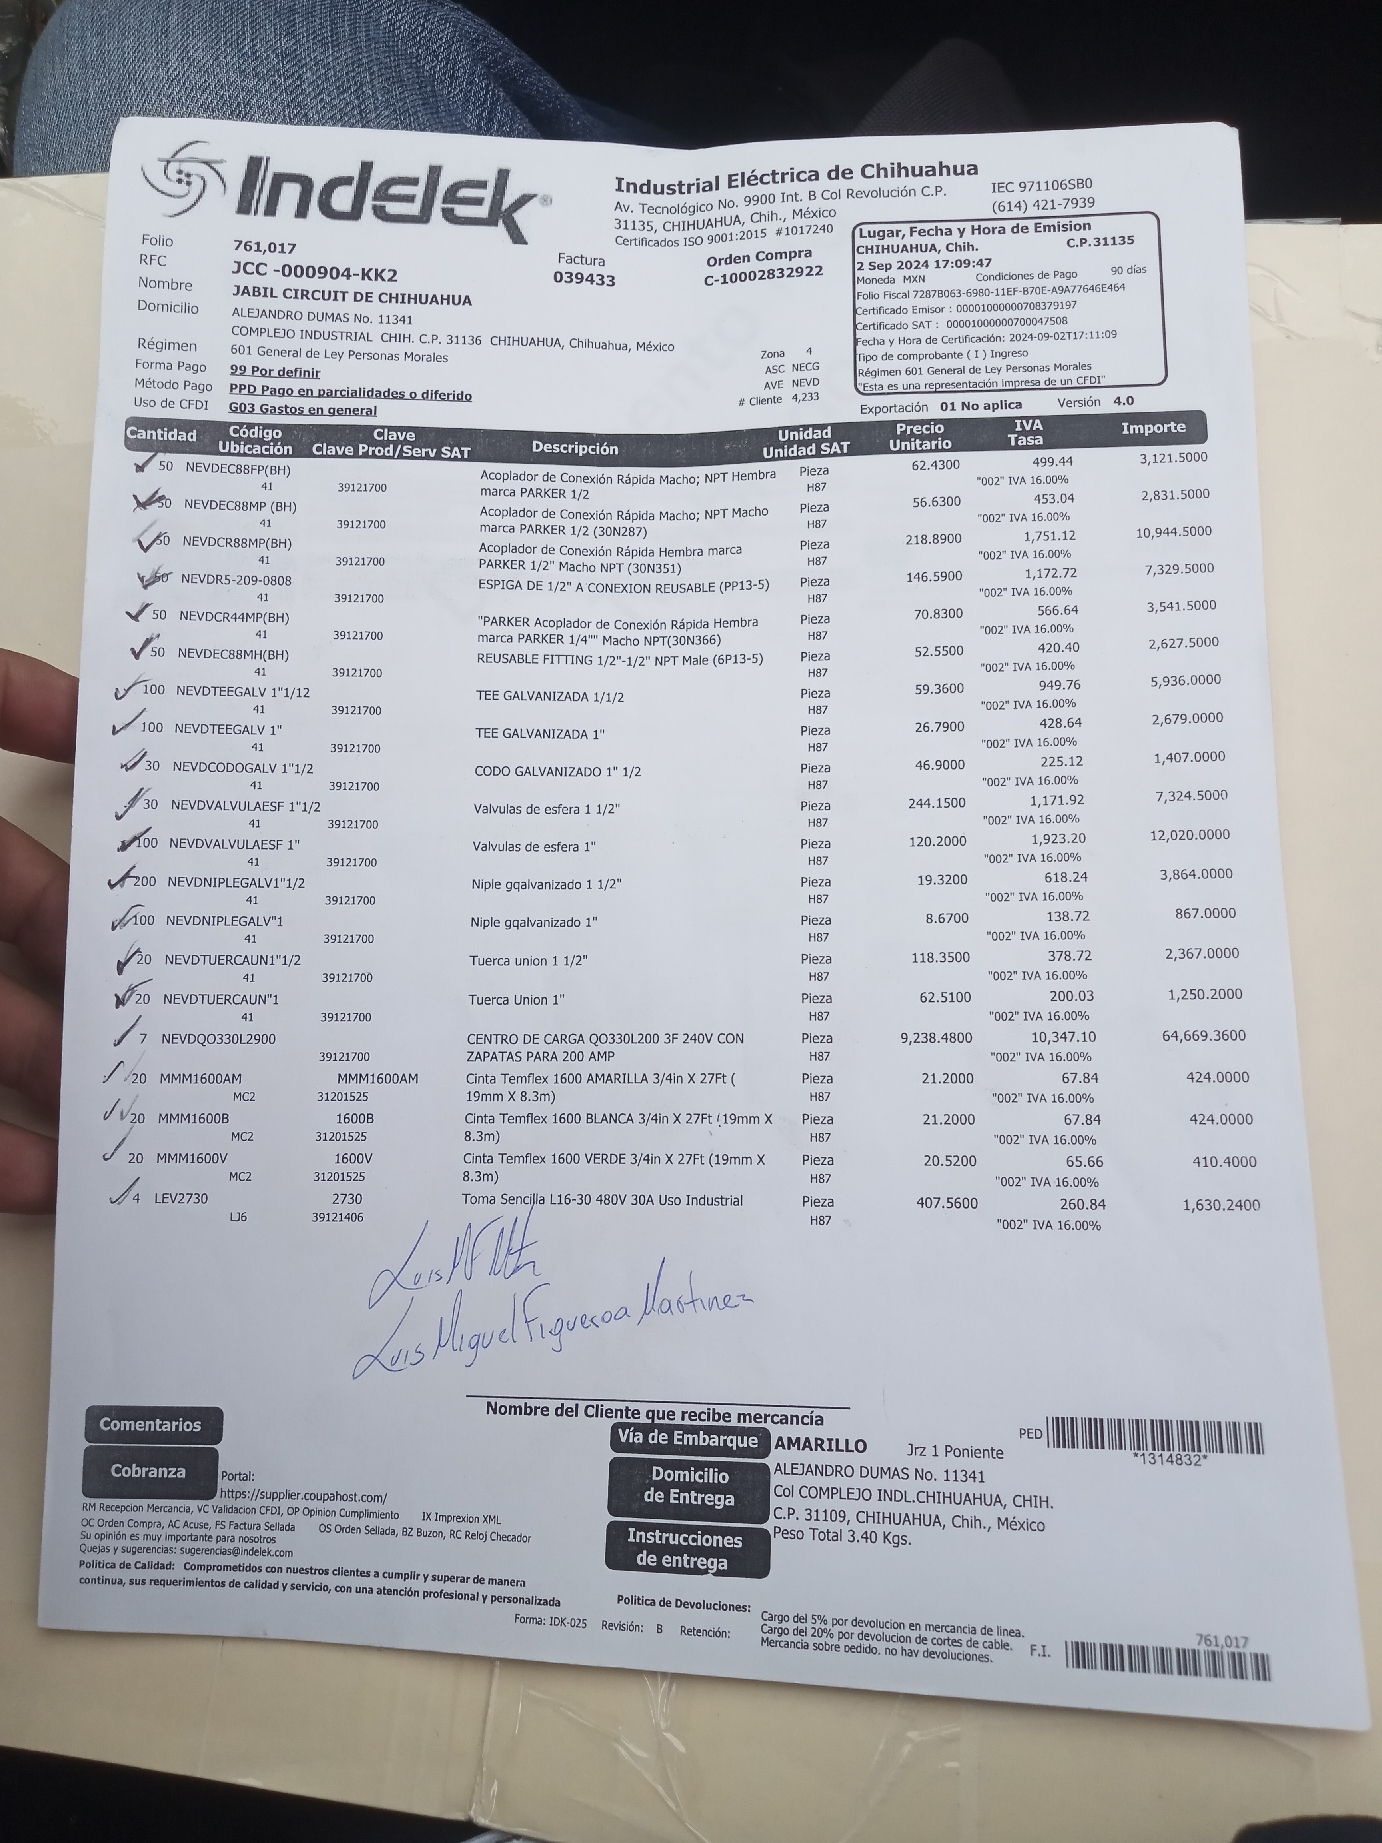 IndElek®
Industrial Eléctrica de Chihuahua
Av. Tecnológico No. 9900 Int. B Col Revolución C.P.
31135, CHIHUAHUA, Chih., México
Certificados ISO 9001:2015 #1017240
IEC 971106SB0
(614) 421-7939
Folio 761,017
RFC JCC -000904-KK2
Nombre JABIL CIRCUIT DE CHIHUAHUA
Domicilio ALEJANDRO DUMAS No. 11341
COMPLEJO INDUSTRIAL CHIH. C.P. 31136 CHIHUAHUA, Chihuahua, México
Régimen 601 General de Ley Personas Morales
Forma Pago 99 Por definir
Método Pago PPD Pago en parcialidades o diferido
Uso de CFDI G03 Gastos en general
Factura
039433
Orden Compra
C-10002832922
Zona 4
ASC NECG
AVE NEVD
# Cliente 4,233
Lugar, Fecha y Hora de Emision
CHIHUAHUA, Chih. C.P.31135
2 Sep 2024 17:09:47
Moneda MXN Condiciones de Pago 90 días
Folio Fiscal 7287B063-6980-11EF-B70E-A9A77646E464
Certificado Emisor : 00001000000708379197
Certificado SAT : 00001000000700047508
Fecha y Hora de Certificación: 2024-09-02T17:11:09
Tipo de comprobante ( I ) Ingreso
Régimen 601 General de Ley Personas Morales
"Esta es una representación impresa de un CFDI"
Exportación 01 No aplica Versión 4.0
Cantidad Código Clave Descripción Unidad Precio IVA Importe
Ubicación Clave Prod/Serv SAT Unidad SAT Unitario Tasa
50 NEVDEC88FP(BH) Acoplador de Conexión Rápida Macho; NPT Hembra Pieza 62.4300 499.44 3,121.5000
41 39121700 marca PARKER 1/2 H87 "002" IVA 16.00%
50 NEVDEC88MP (BH) Acoplador de Conexión Rápida Macho; NPT Macho Pieza 56.6300 453.04 2,831.5000
41 39121700 marca PARKER 1/2 (30N287) H87 "002" IVA 16.00%
50 NEVDCR88MP(BH) Acoplador de Conexión Rápida Hembra marca Pieza 218.8900 1,751.12 10,944.5000
41 39121700 PARKER 1/2" Macho NPT (30N351) H87 "002" IVA 16.00%
50 NEVDR5-209-0808 ESPIGA DE 1/2" A CONEXION REUSABLE (PP13-5) Pieza 146.5900 1,172.72 7,329.5000
41 39121700 H87 "002" IVA 16.00%
50 NEVDCR44MP(BH) "PARKER Acoplador de Conexión Rápida Hembra Pieza 70.8300 566.64 3,541.5000
41 39121700 marca PARKER 1/4"" Macho NPT(30N366) H87 "002" IVA 16.00%
50 NEVDEC88MH(BH) REUSABLE FITTING 1/2"-1/2" NPT Male (6P13-5) Pieza 52.5500 420.40 2,627.5000
41 39121700 H87 "002" IVA 16.00%
100 NEVDTEEGALV 1"1/12 TEE GALVANIZADA 1/1/2 Pieza 59.3600 949.76 5,936.0000
41 39121700 H87 "002" IVA 16.00%
100 NEVDTEEGALV 1" TEE GALVANIZADA 1" Pieza 26.7900 428.64 2,679.0000
41 39121700 H87 "002" IVA 16.00%
30 NEVDCODOGALV 1"1/2 CODO GALVANIZADO 1" 1/2 Pieza 46.9000 225.12 1,407.0000
41 39121700 H87 "002" IVA 16.00%
30 NEVDVALVULAESF 1"1/2 Valvulas de esfera 1 1/2" Pieza 244.1500 1,171.92 7,324.5000
41 39121700 H87 "002" IVA 16.00%
100 NEVDVALVULAESF 1" Valvulas de esfera 1" Pieza 120.2000 1,923.20 12,020.0000
41 39121700 H87 "002" IVA 16.00%
200 NEVDNIPLEGALV1"1/2 Niple gqalvanizado 1 1/2" Pieza 19.3200 618.24 3,864.0000
41 39121700 H87 "002" IVA 16.00%
100 NEVDNIPLEGALV"1 Niple gqalvanizado 1" Pieza 8.6700 138.72 867.0000
41 39121700 H87 "002" IVA 16.00%
20 NEVDTUERCAUN1"1/2 Tuerca union 1 1/2" Pieza 118.3500 378.72 2,367.0000
41 39121700 H87 "002" IVA 16.00%
20 NEVDTUERCAUN"1 Tuerca Union 1" Pieza 62.5100 200.03 1,250.2000
41 39121700 H87 "002" IVA 16.00%
7 NEVDQO330L2900 CENTRO DE CARGA QO330L200 3F 240V CON Pieza 9,238.4800 10,347.10 64,669.3600
39121700 ZAPATAS PARA 200 AMP H87 "002" IVA 16.00%
20 MMM1600AM MMM1600AM Cinta Temflex 1600 AMARILLA 3/4in X 27Ft ( Pieza 21.2000 67.84 424.0000
MC2 31201525 19mm X 8.3m) H87 "002" IVA 16.00%
20 MMM1600B 1600B Cinta Temflex 1600 BLANCA 3/4in X 27Ft (19mm X Pieza 21.2000 67.84 424.0000
MC2 31201525 8.3m) H87 "002" IVA 16.00%
20 MMM1600V 1600V Cinta Temflex 1600 VERDE 3/4in X 27Ft (19mm X Pieza 20.5200 65.66 410.4000
MC2 31201525 8.3m) H87 "002" IVA 16.00%
4 LEV2730 2730 Toma Sencilla L16-30 480V 30A Uso Industrial Pieza 407.5600 260.84 1,630.2400
LJ6 39121406 H87 "002" IVA 16.00%
Luis Miguel Figueroa Martinez
Nombre del Cliente que recibe mercancía
Comentarios
Cobranza
Portal:
https://supplier.coupahost.com/
RM Recepcion Mercancia, VC Validacion CFDI, OP Opinion Cumplimiento IX Imprexion XML
OC Orden Compra, AC Acuse, FS Factura Sellada OS Orden Sellada, BZ Buzon, RC Reloj Checador
Su opinión es muy importante para nosotros
Quejas y sugerencias: sugerencias@indelek.com
Politica de Calidad: Comprometidos con nuestros clientes a cumplir y superar de manera
continua, sus requerimientos de calidad y servicio, con una atención profesional y personalizada
Forma: IDK-025 Revisión: B Retención:
Vía de Embarque AMARILLO Jrz 1 Poniente
Domicilio de Entrega
ALEJANDRO DUMAS No. 11341
Col COMPLEJO INDL.CHIHUAHUA, CHIH.
C.P. 31109, CHIHUAHUA, Chih., México
Instrucciones de entrega
Peso Total 3.40 Kgs.
PED
*1314832*
Politica de Devoluciones:
Cargo del 5% por devolucion en mercancia de linea.
Cargo del 20% por devolucion de cortes de cable.
Mercancia sobre pedido, no hay devoluciones.
F.I.
761,017